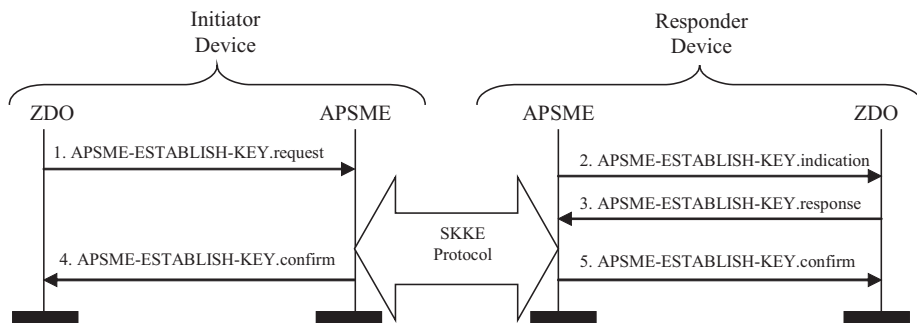 Initiator
Device
Responder
Device
ZDO
APSME
APSME
ZDO
1. APSME-ESTABLISH-KEY.request
2. APSME-ESTABLISH-KEY.indication
3. APSME-ESTABLISH-KEY.response
SKKE
Protocol
4. APSME-ESTABLISH-KEY.confirm
5. APSME-ESTABLISH-KEY.confirm